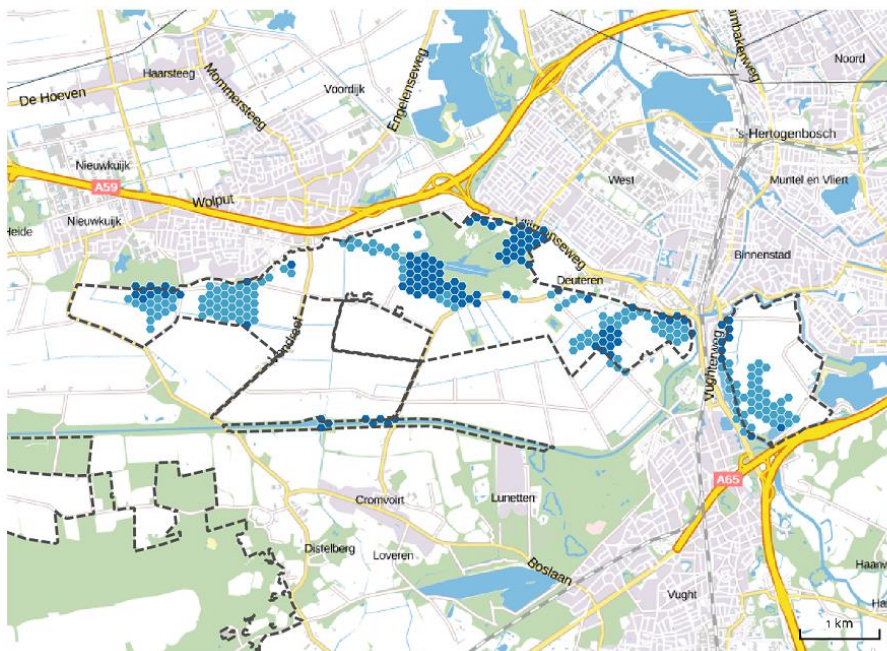 Noord
Haarsteeg
De Hoeven
Mommersteeg
Voordijk
Engelenseweg
's-Hertogenbosch
Nieuwkuijk
West
Muntel en Vliert
A59
Wolput
Nieuwkuijk
Heide
Binnenstad
Deuteren
Vughterweg
A65
Lunetten
Cromvoirt
Distelberg
Loveren
Boslaan
Vught
1 km